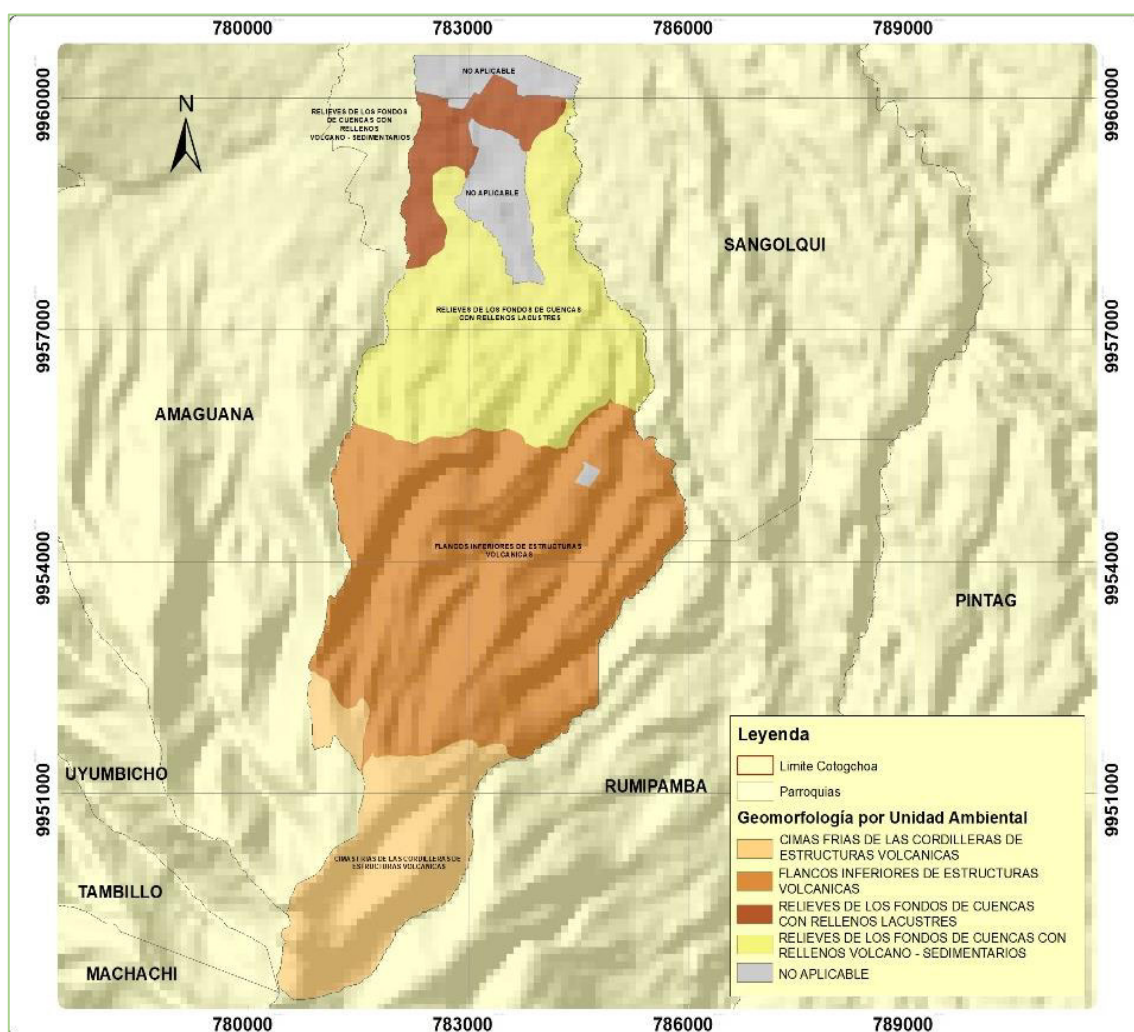 780000
783000
786000
789000
9960000
9960000
N
NO APLICABLE
RELIEVES DE LOS FONDOS
DE CUENCAS CON
RELLENOS
VOLCANO - SEDIMENTARIOS
NO APLICABLE
SANGOLQUI
RELIEVES DE LOS FONDOS DE CUENCAS
CON RELLENOS LACUSTRES
9957000
9957000
AMAGUANA
FLANCOS INFERIORES DE ESTRUCTURAS
VOLCANICAS
9954000
9954000
PINTAG
UYUMBICHO
RUMIPAMBA
9951000
9951000
CIMAS FRIAS DE LAS CORDILLERAS DE
ESTRUCTURAS VOLCANICAS
TAMBILLO
MACHACHI
Leyenda
Limite Cotogchoa
Parroquias
Geomorfología por Unidad Ambiental
CIMAS FRIAS DE LAS CORDILLERAS DE
ESTRUCTURAS VOLCANICAS
FLANCOS INFERIORES DE ESTRUCTURAS
VOLCANICAS
RELIEVES DE LOS FONDOS DE CUENCAS
CON RELLENOS LACUSTRES
RELIEVES DE LOS FONDOS DE CUENCAS CON
RELLENOS VOLCANO - SEDIMENTARIOS
NO APLICABLE
780000
783000
786000
789000